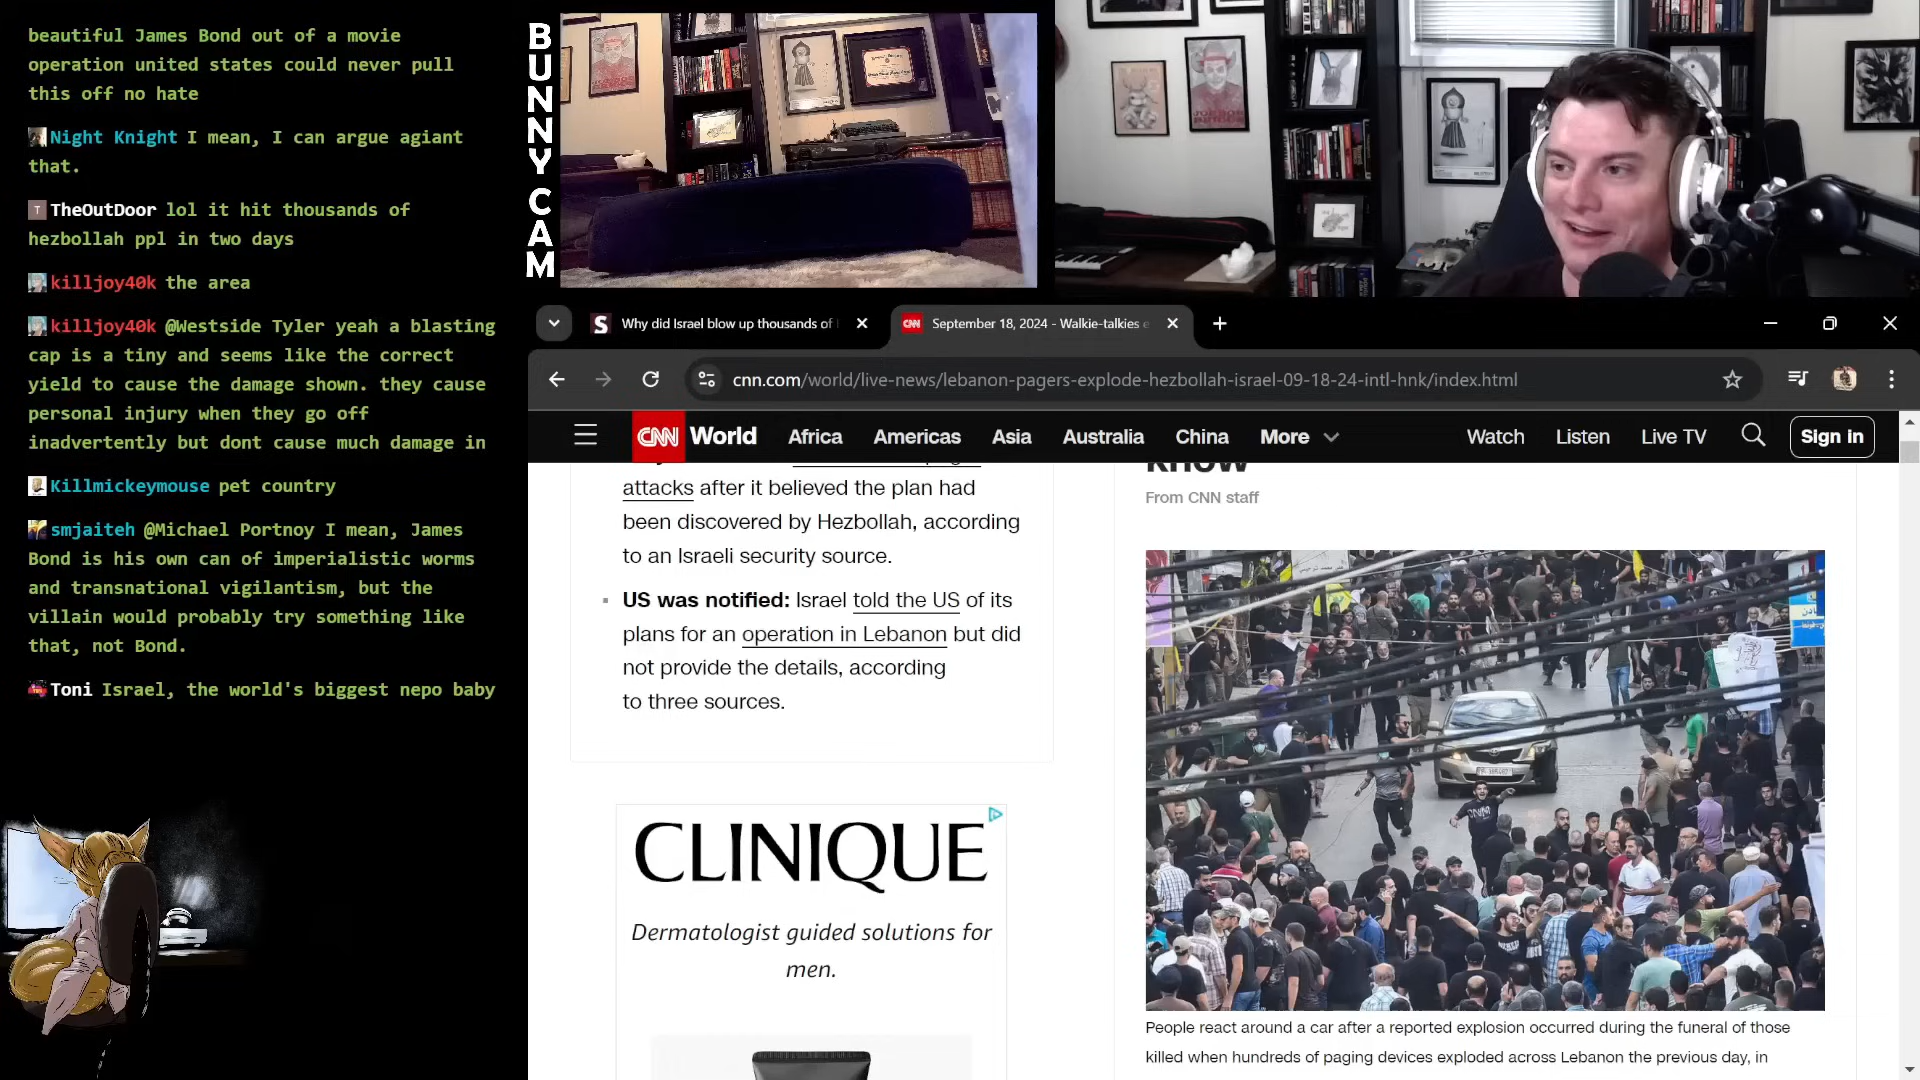 beautiful James Bond out of a movie
operation united states could never pull
this off no hate
Night Knight I mean, I can argue agiant
that.
T TheOutDoor lol it hit thousands of
hezbollah ppl in two days
killjoy40k the area
killjoy40k @Westside Tyler yeah a blasting
cap is a tiny and seems like the correct
yield to cause the damage shown. they cause
personal injury when they go off
inadvertently but dont cause much damage in
Killmickeymouse pet country
smjaiteh @Michael Portnoy I mean, James
Bond is his own can of imperialistic worms
and transnational vigilantism, but the
villain would probably try something like
that, not Bond.
Toni Israel, the world's biggest nepo baby
BUNNY CAM
S Why did Israel blow up thousands of
CNN September 18, 2024 - Walkie-talkies e
cnn.com/world/live-news/lebanon-pagers-explode-hezbollah-israel-09-18-24-intl-hnk/index.html
CNN World Africa Americas Asia Australia China More Watch Listen Live TV Sign in
attacks after it believed the plan had
been discovered by Hezbollah, according
to an Israeli security source.
US was notified: Israel told the US of its
plans for an operation in Lebanon but did
not provide the details, according
to three sources.
CLINIQUE
Dermatologist guided solutions for
men.
know
From CNN staff
People react around a car after a reported explosion occurred during the funeral of those
killed when hundreds of paging devices exploded across Lebanon the previous day, in